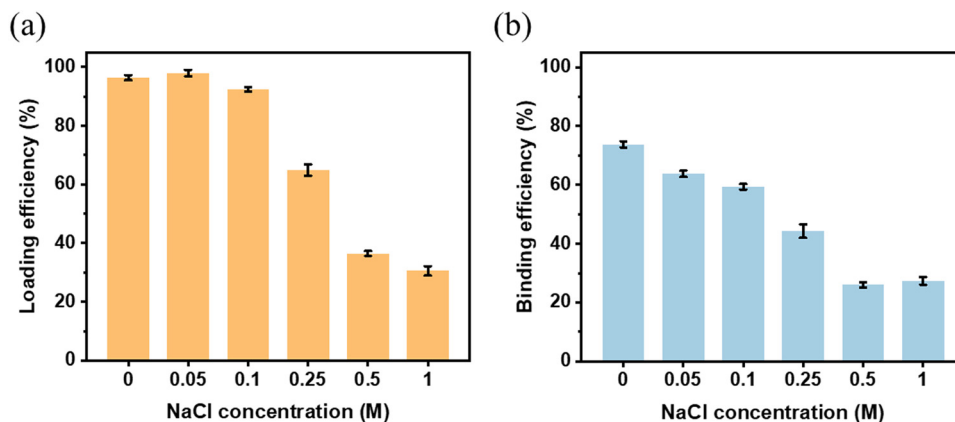 (a)
Loading efficiency (%)
100
80
60
40
20
0
0 0.05 0.1 0.25 0.5 1
NaCl concentration (M)
(b)
Binding efficiency (%)
100
80
60
40
20
0
0 0.05 0.1 0.25 0.5 1
NaCl concentration (M)